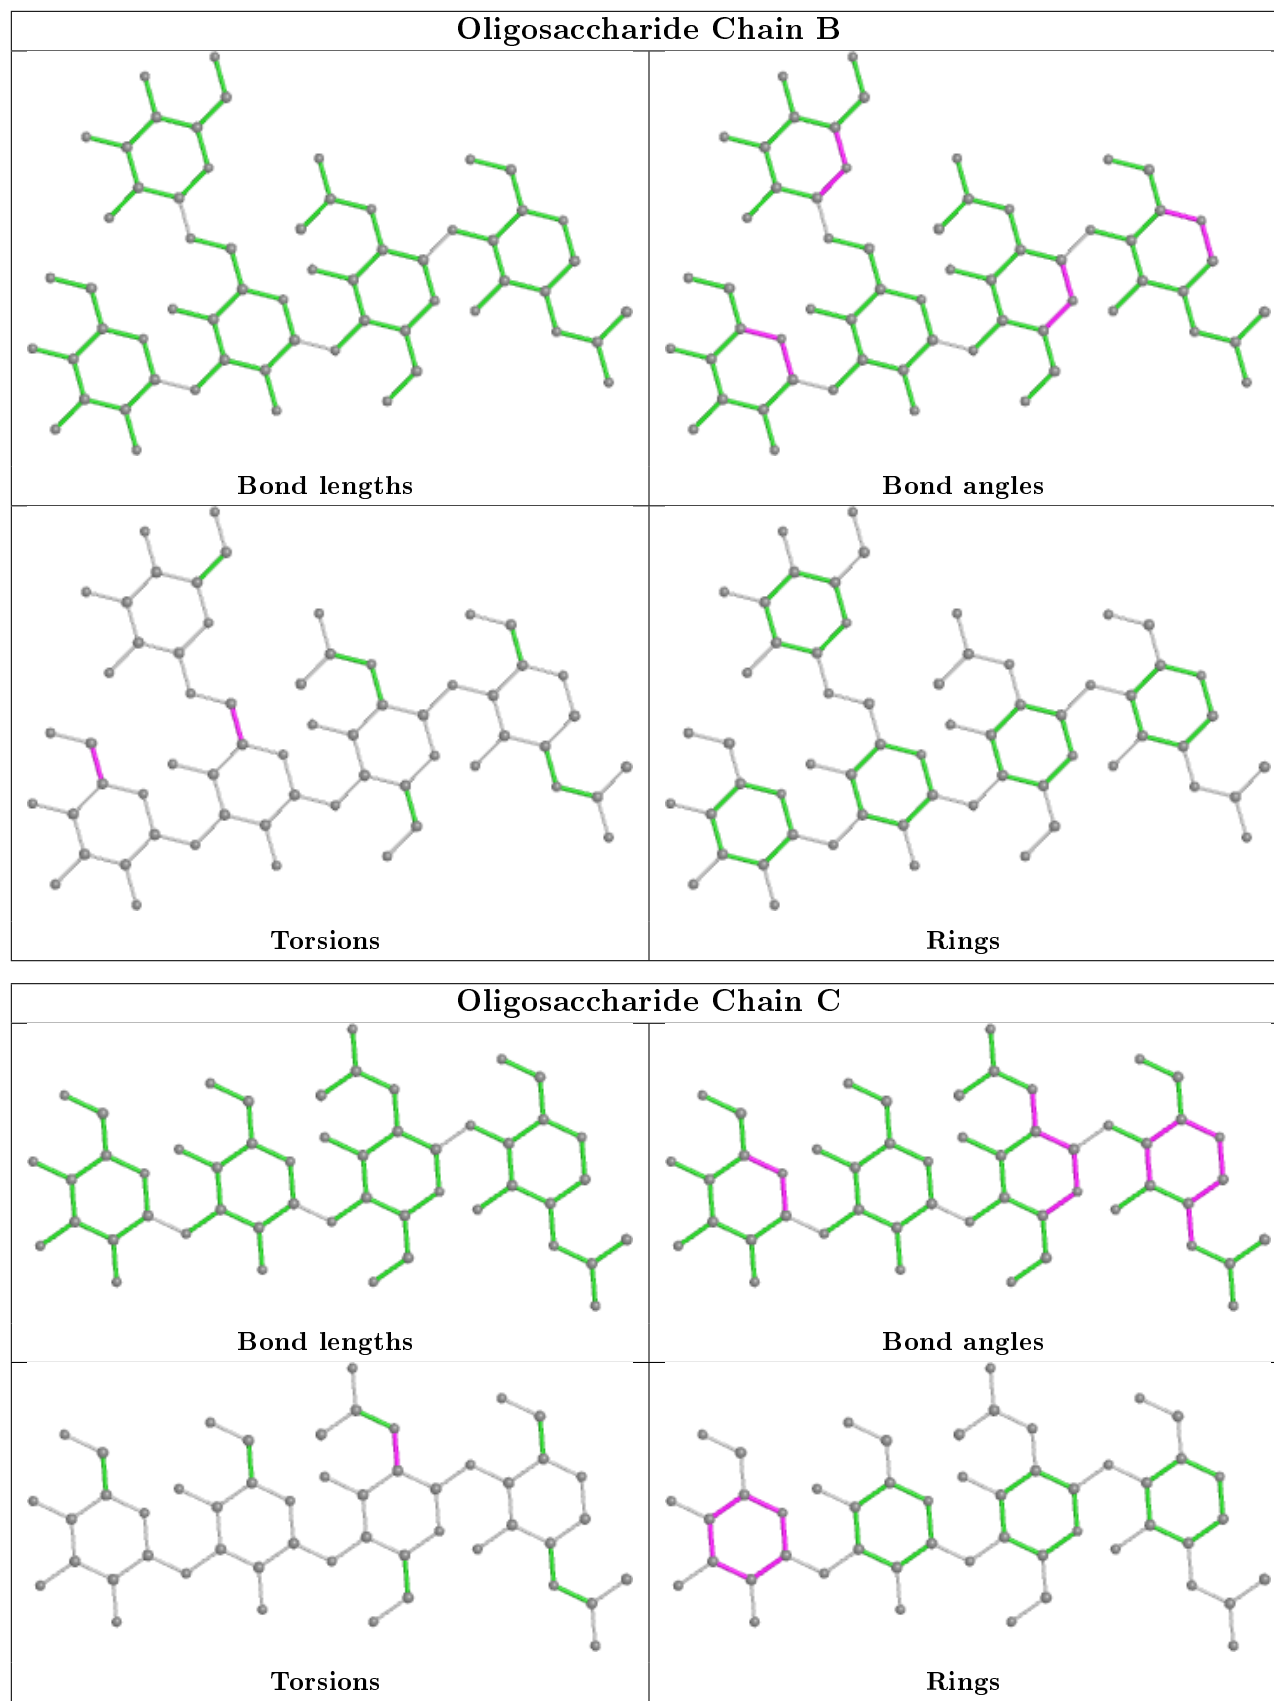 Oligosaccharide Chain B
Bond lengths
Bond angles
Torsions
Rings
Oligosaccharide Chain C
Bond lengths
Bond angles
Torsions
Rings